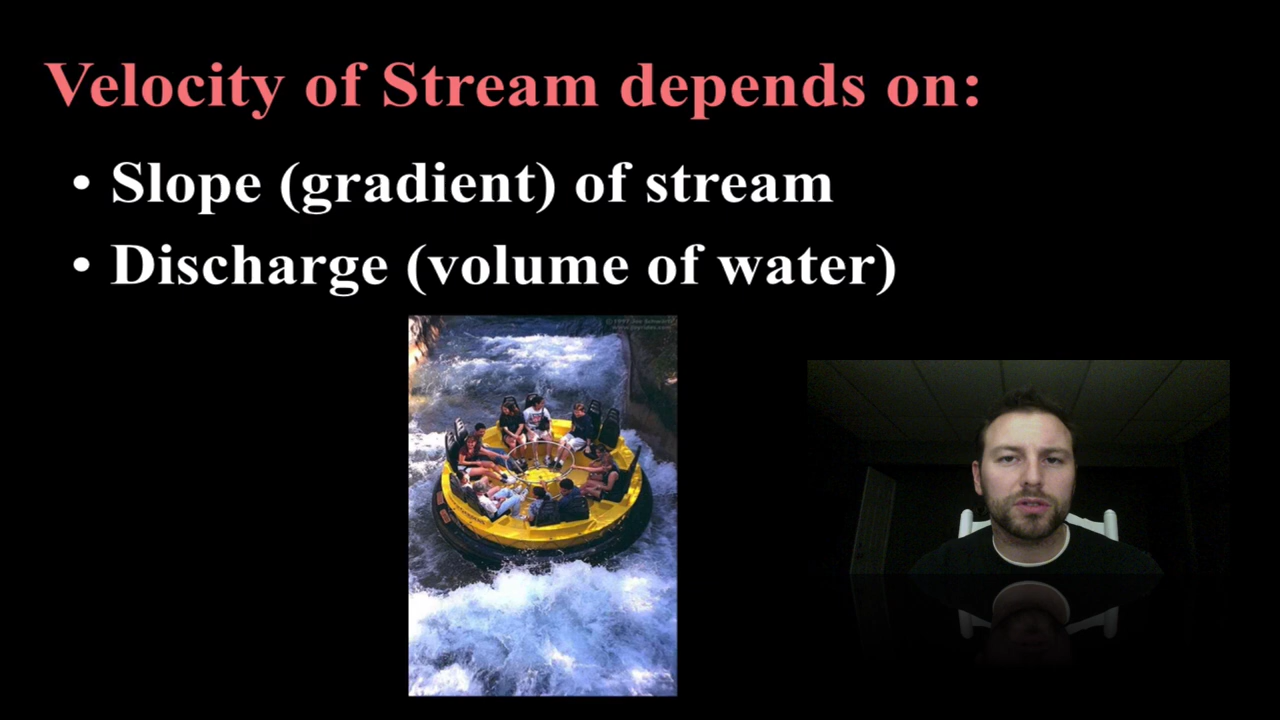 Velocity of Stream depends on:
• Slope (gradient) of stream
• Discharge (volume of water)